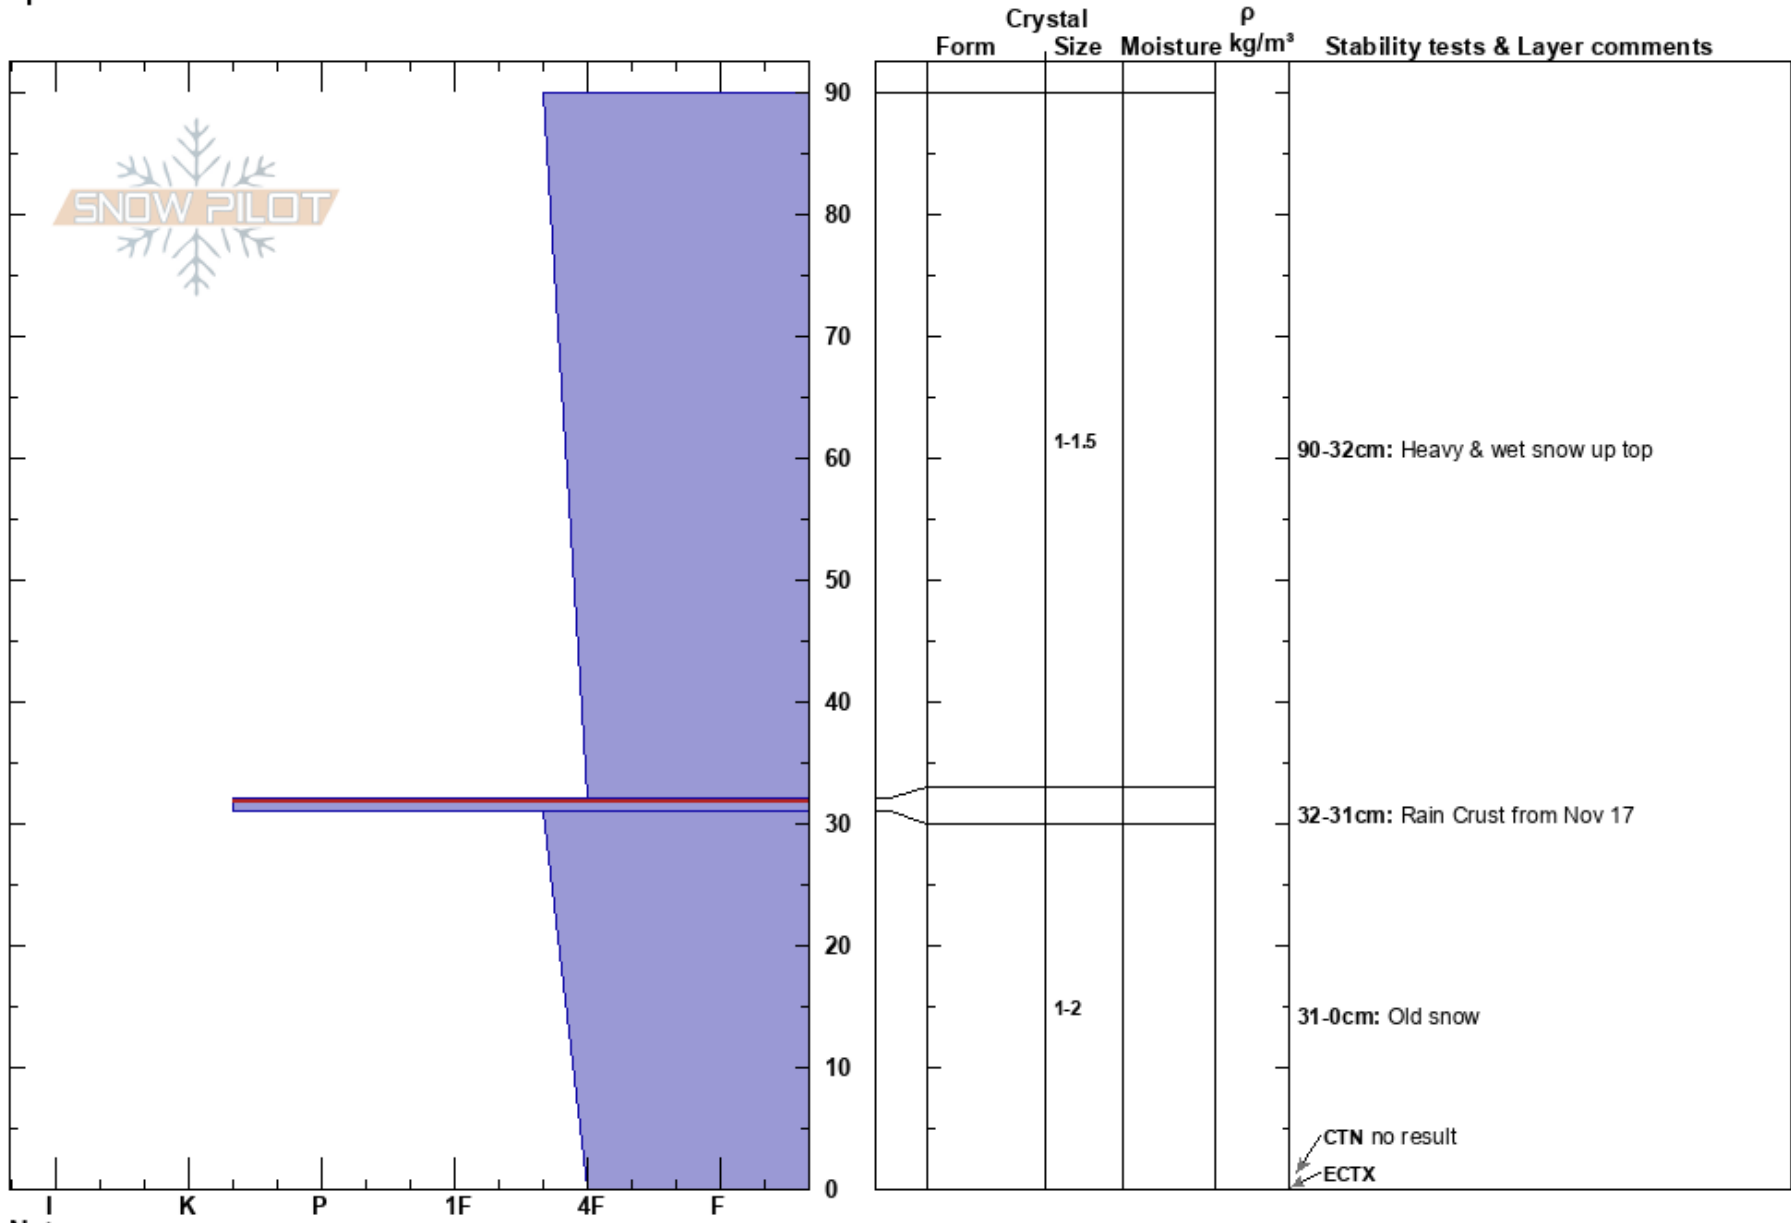 Crystal
ρ
Form Size Moisture kg/m³ Stability tests & Layer comments
90
SNOW PILOT
80
70
1-1.5
90-32cm: Heavy & wet snow up top
60
50
40
32-31cm: Rain Crust from Nov 17
30
20
1-2
31-0cm: Old snow
10
CTN no result
ECTX
0
I K P 1F 4F F